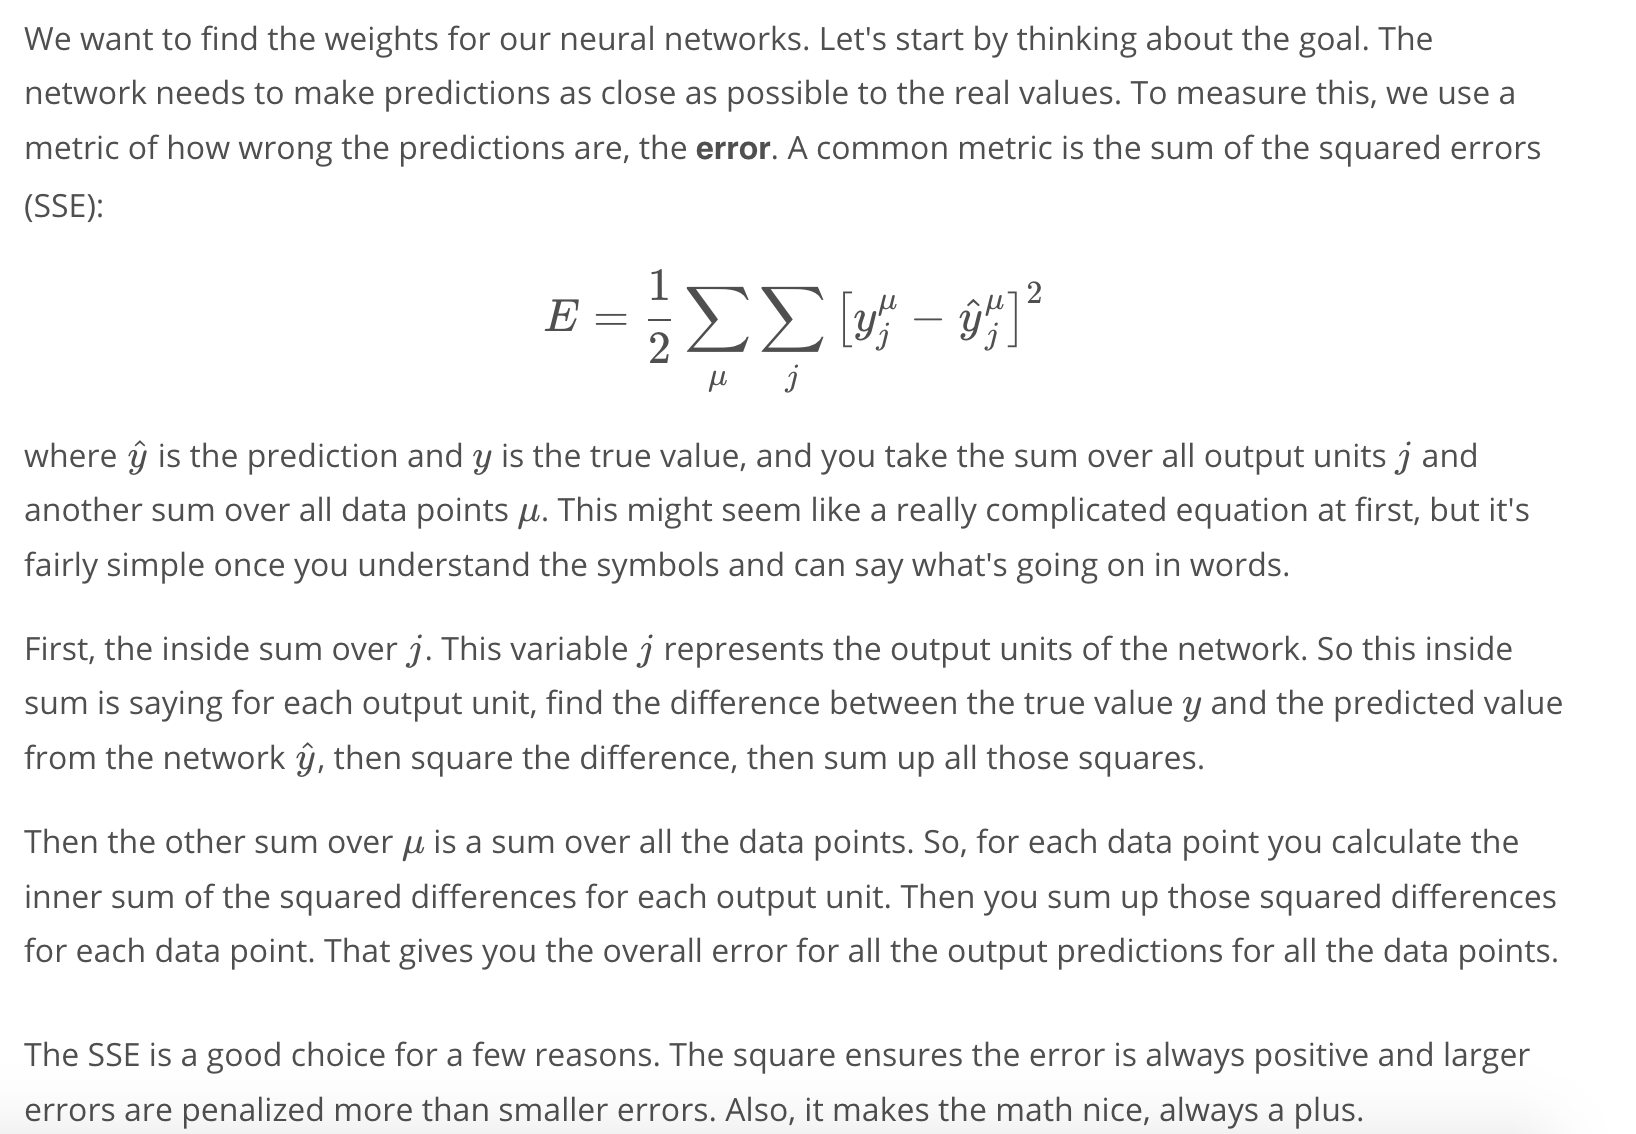 We want to find the weights for our neural networks. Let's start by thinking about the goal. The
network needs to make predictions as close as possible to the real values. To measure this, we use a
metric of how wrong the predictions are, the error. A common metric is the sum of the squared errors
(SSE):
E = \frac{1}{2} \sum_{\mu} \sum_{j} \left[ y_j^{\mu} - \hat{y}_j^{\mu} \right]^2
where ŷ is the prediction and y is the true value, and you take the sum over all output units j and
another sum over all data points μ. This might seem like a really complicated equation at first, but it's
fairly simple once you understand the symbols and can say what's going on in words.
First, the inside sum over j. This variable j represents the output units of the network. So this inside
sum is saying for each output unit, find the difference between the true value y and the predicted value
from the network ŷ, then square the difference, then sum up all those squares.
Then the other sum over μ is a sum over all the data points. So, for each data point you calculate the
inner sum of the squared differences for each output unit. Then you sum up those squared differences
for each data point. That gives you the overall error for all the output predictions for all the data points.
The SSE is a good choice for a few reasons. The square ensures the error is always positive and larger
errors are penalized more than smaller errors. Also, it makes the math nice, always a plus.